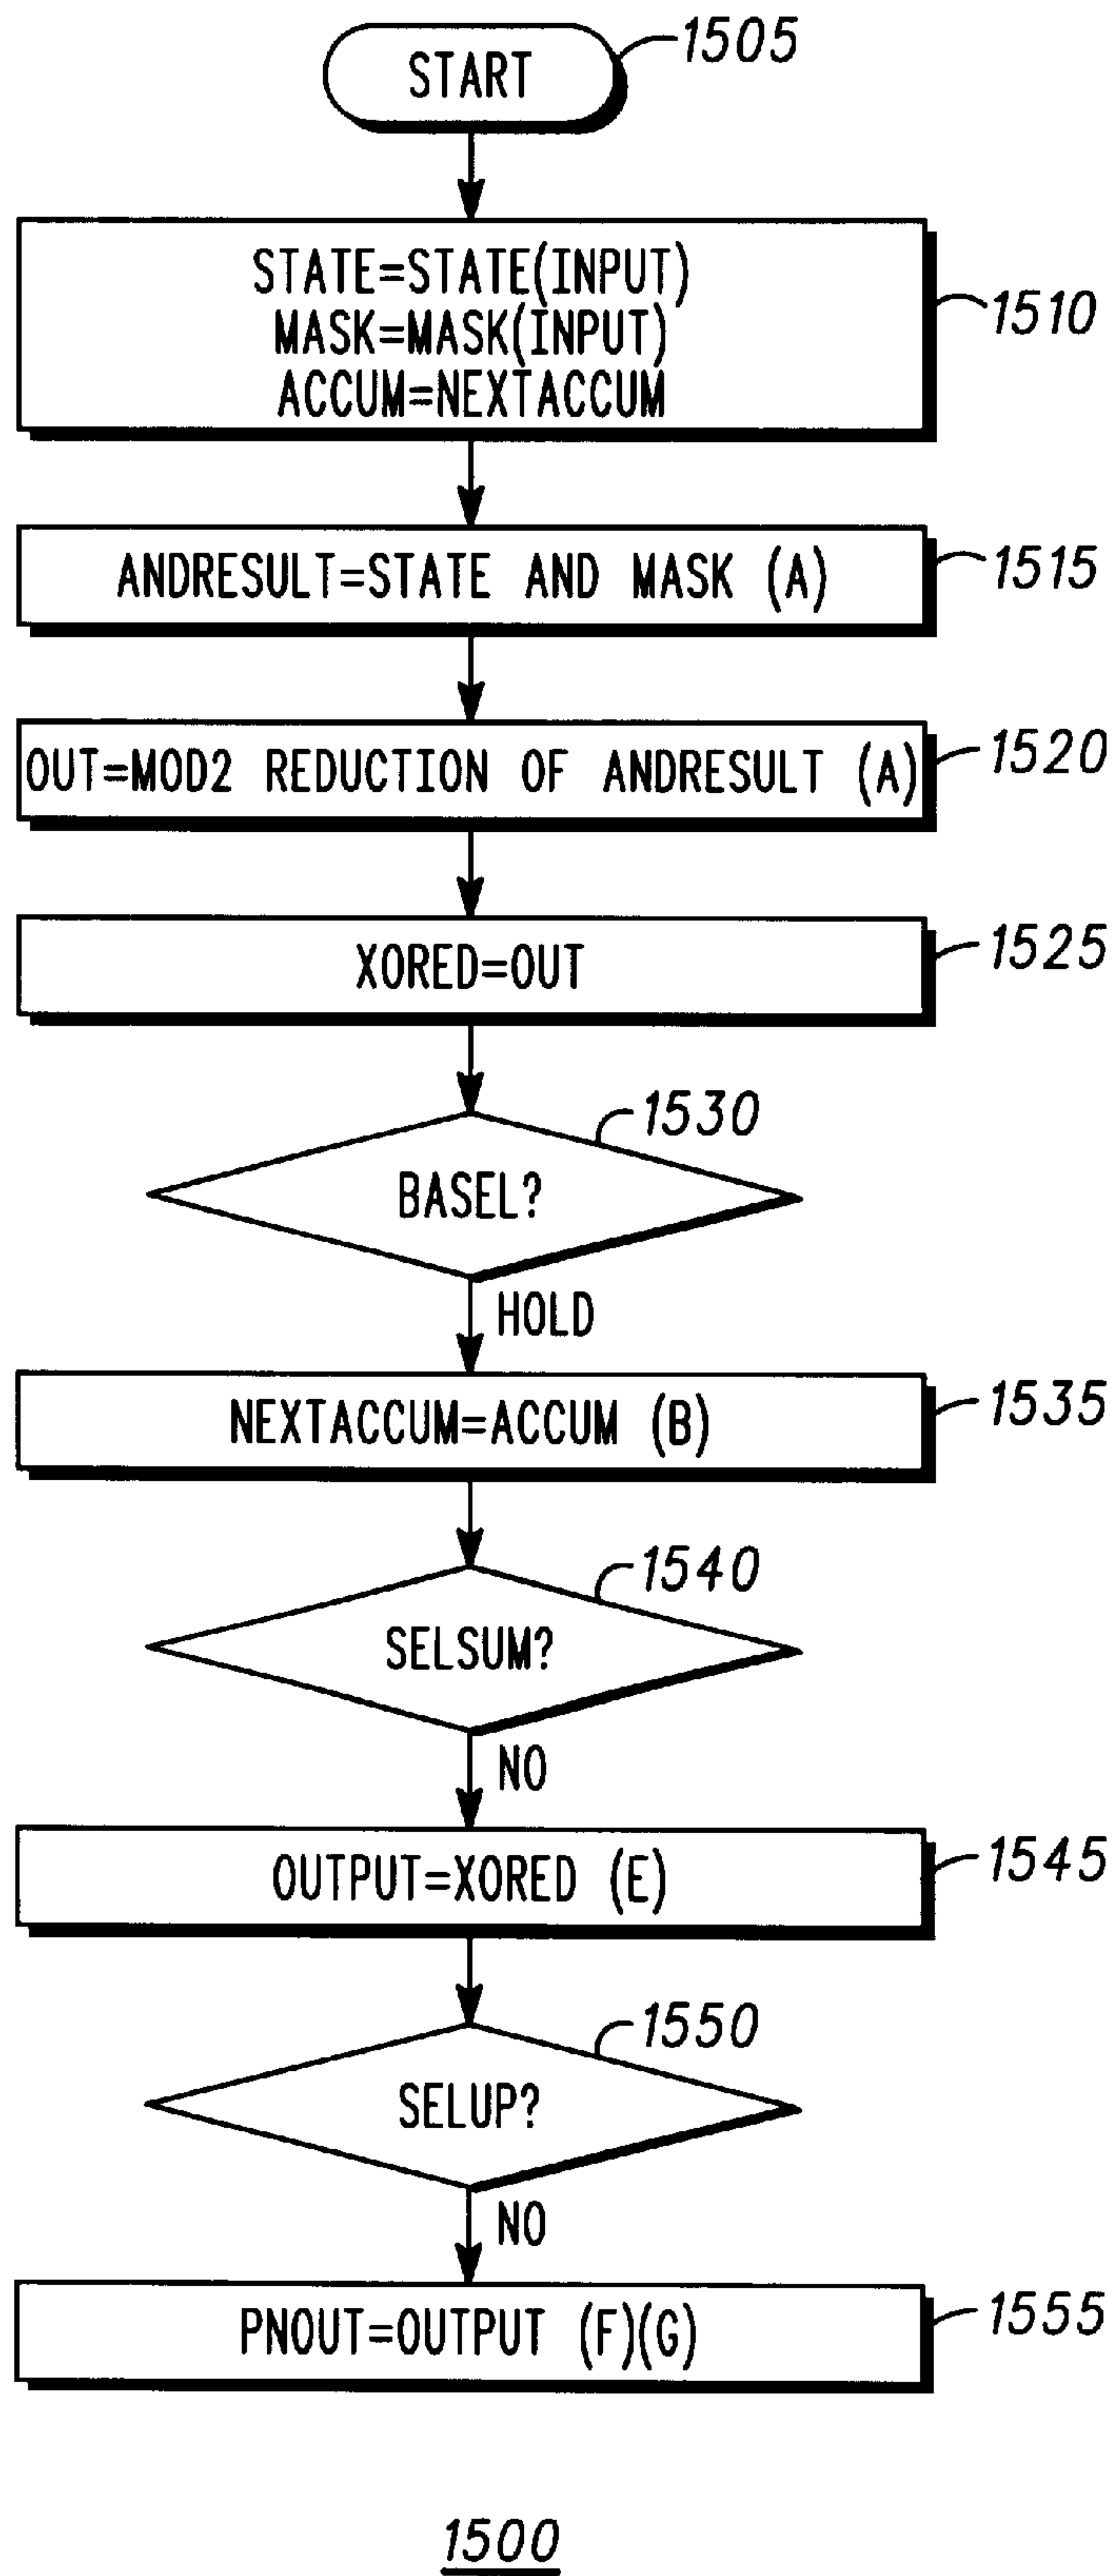 START
1505
STATE=STATE(INPUT)
MASK=MASK(INPUT)
ACCUM=NEXTACCUM
1510
ANDRESULT=STATE AND MASK (A)
1515
OUT=MOD2 REDUCTION OF ANDRESULT (A)
1520
XORED=OUT
1525
1530
BASEL?
HOLD
NEXTACCUM=ACCUM (B)
1535
1540
SELSUM?
NO
OUTPUT=XORED (E)
1545
1550
SELUP?
NO
PNOUT=OUTPUT (F)(G)
1555
1500